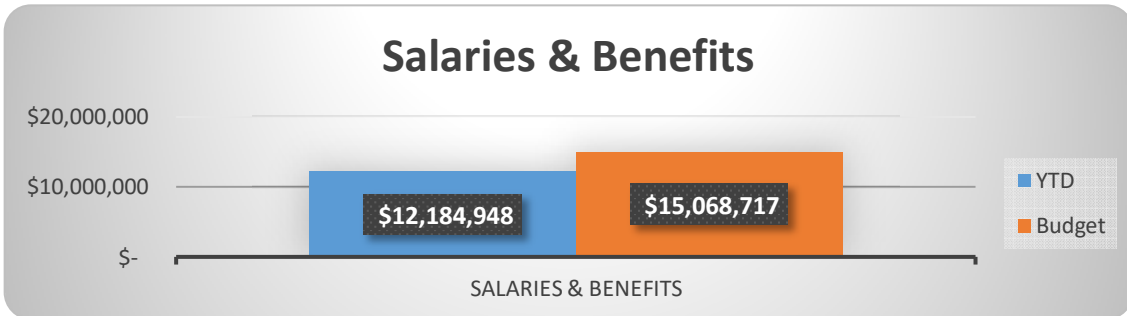 Salaries & Benefits
$20,000,000
$10,000,000
$-
$12,184,948
$15,068,717
SALARIES & BENEFITS
YTD
Budget